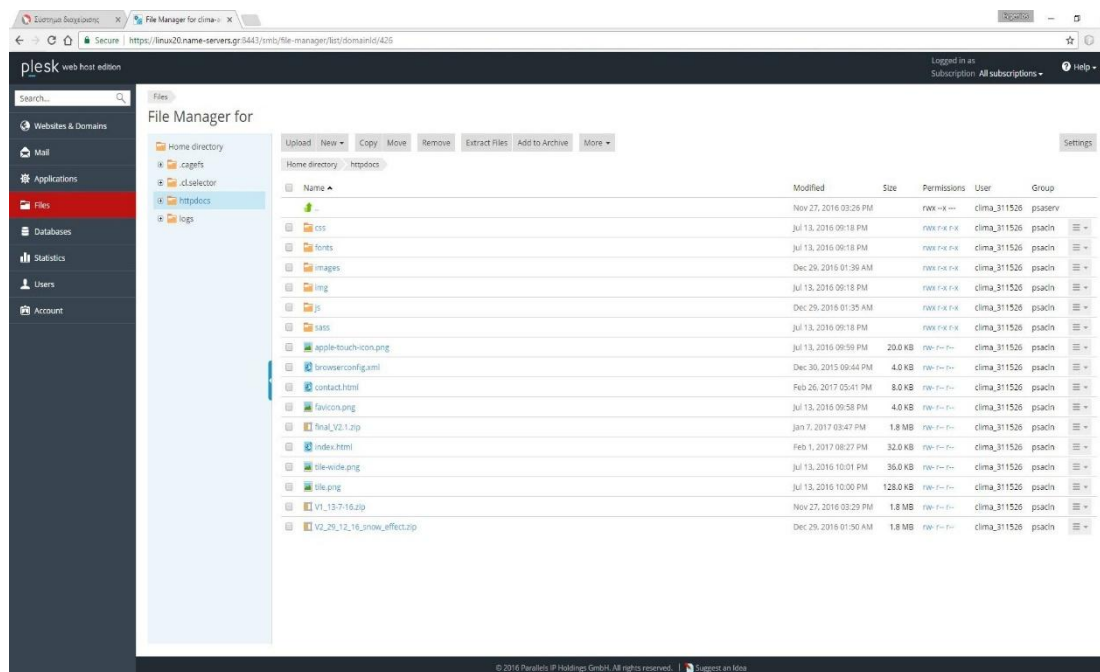 Σύστημα διαχείρισης
File Manager for clima-s
Secure https://linux20.name-servers.gr:8443/smb/file-manager/list/domainId/426
plesk web host edition
Logged in as
Subscription All subscriptions
Help
Search...
Websites & Domains
Mail
Applications
Files
Databases
Statistics
Users
Account
Files
File Manager for
Home directory
.cagefs
.cl.selector
httpdocs
logs
Upload New Copy Move Remove Extract Files Add to Archive More Settings
Home directory httpdocs
Name Modified Size Permissions User Group
.. Nov 27, 2016 03:26 PM rwx --x --- clima_311526 psaserv
css Jul 13, 2016 09:18 PM rwx r-x r-x clima_311526 psacln
fonts Jul 13, 2016 09:18 PM rwx r-x r-x clima_311526 psacln
images Dec 29, 2016 01:39 AM rwx r-x r-x clima_311526 psacln
img Jul 13, 2016 09:18 PM rwx r-x r-x clima_311526 psacln
js Dec 29, 2016 01:35 AM rwx r-x r-x clima_311526 psacln
sass Jul 13, 2016 09:18 PM rwx r-x r-x clima_311526 psacln
apple-touch-icon.png Jul 13, 2016 09:59 PM 20.0 KB rw- r-- r-- clima_311526 psacln
browserconfig.xml Dec 30, 2015 09:44 PM 4.0 KB rw- r-- r-- clima_311526 psacln
contact.html Feb 26, 2017 05:41 PM 8.0 KB rw- r-- r-- clima_311526 psacln
favicon.png Jul 13, 2016 09:58 PM 4.0 KB rw- r-- r-- clima_311526 psacln
final_V2.1.zip Jan 7, 2017 03:47 PM 1.8 MB rw- r-- r-- clima_311526 psacln
index.html Feb 1, 2017 08:27 PM 32.0 KB rw- r-- r-- clima_311526 psacln
tile-wide.png Jul 13, 2016 10:01 PM 36.0 KB rw- r-- r-- clima_311526 psacln
tile.png Jul 13, 2016 10:00 PM 128.0 KB rw- r-- r-- clima_311526 psacln
V1_13-7-16.zip Nov 27, 2016 03:29 PM 1.8 MB rw- r-- r-- clima_311526 psacln
V2_29_12_16_snow_effect.zip Dec 29, 2016 01:50 AM 1.8 MB rw- r-- r-- clima_311526 psacln
© 2016 Parallels IP Holdings GmbH. All rights reserved. Suggest an Idea